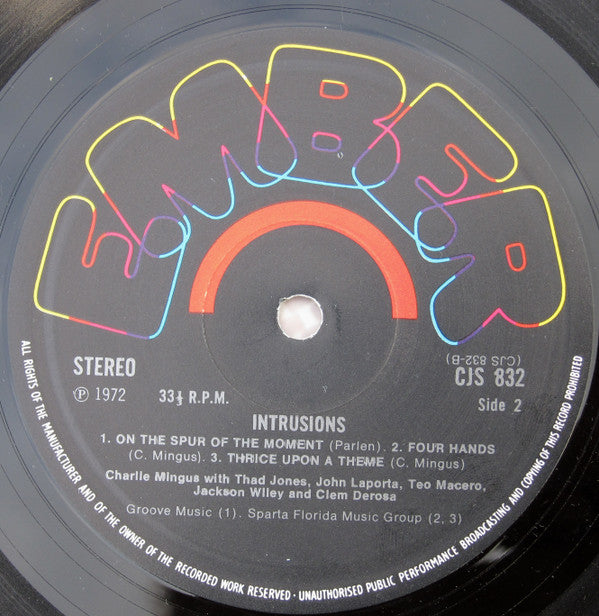 EMBER
STEREO
℗ 1972
33⅓ R.P.M.
(CJS 832-B)
CJS 832
Side 2
INTRUSIONS
1. ON THE SPUR OF THE MOMENT (Parlen). 2. FOUR HANDS
(C. Mingus). 3. THRICE UPON A THEME (C. Mingus)
Charlie Mingus with Thad Jones, John Laporta, Teo Macero,
Jackson Wiley and Clem Derosa
Groove Music (1). Sparta Florida Music Group (2, 3)
ALL RIGHTS OF THE MANUFACTURER AND OF THE OWNER OF THE RECORDED WORK RESERVED · UNAUTHORISED PUBLIC PERFORMANCE BROADCASTING AND COPYING OF THIS RECORD PROHIBITED